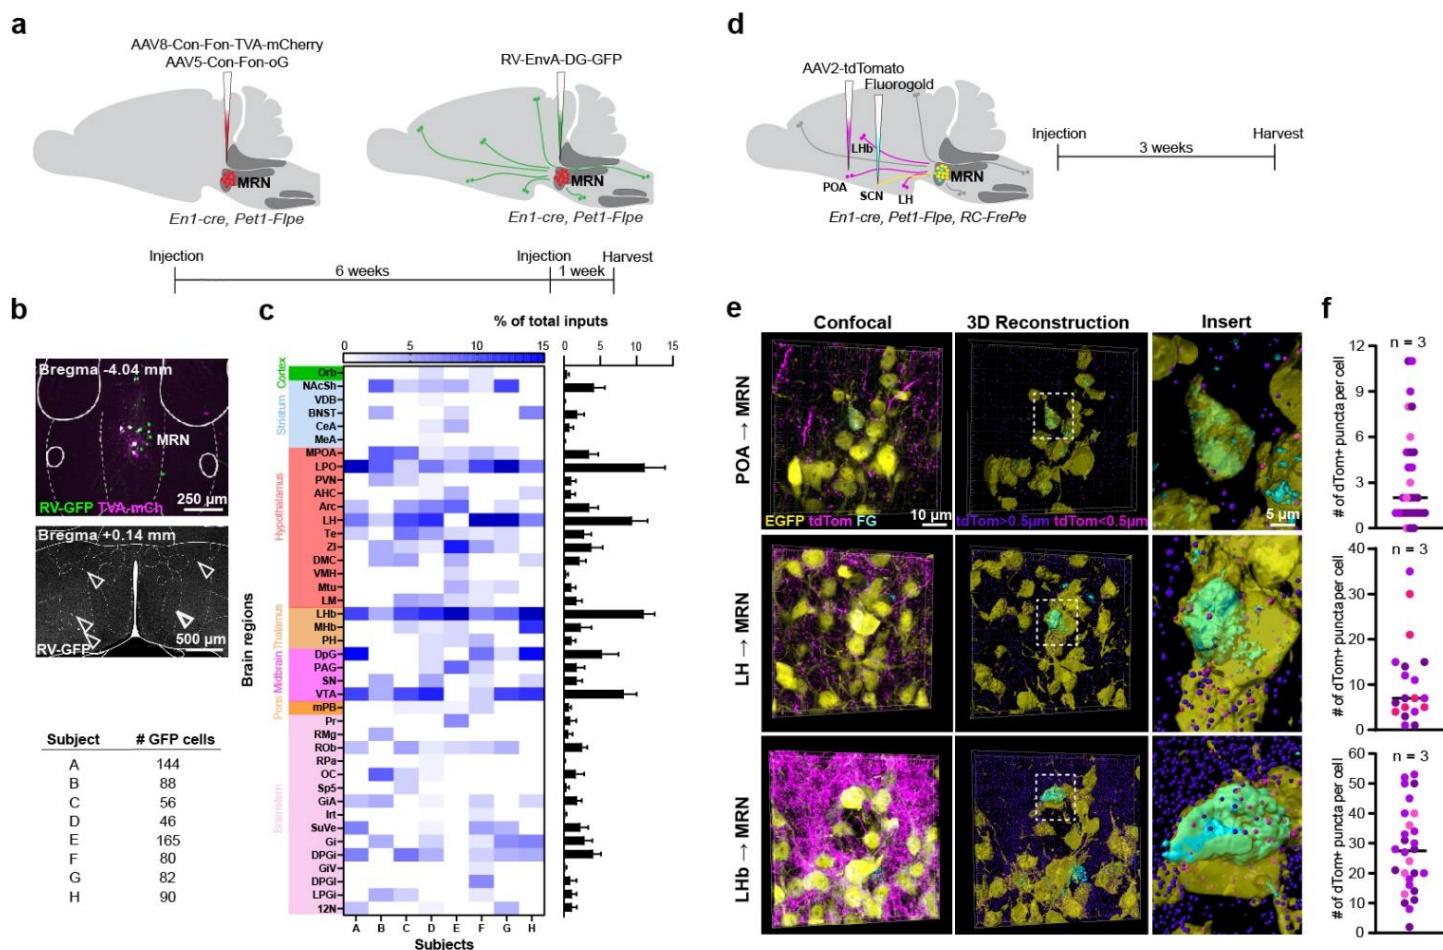 a
AAV8-Con-Fon-TVA-mCherry
AAV5-Con-Fon-oG
RV-EnvA-DG-GFP
MRN
MRN
En1-cre, Pet1-Flpe
En1-cre, Pet1-Flpe
Injection
6 weeks
Injection
1 week
Harvest
d
AAV2-tdTomato
Fluorogold
LHb
POA
SCN
LH
MRN
En1-cre, Pet1-Flpe, RC-FrePe
Injection
3 weeks
Harvest
b
Bregma -4.04 mm
MRN
RV-GFP TVA-mCh
250 µm
Bregma +0.14 mm
RV-GFP
500 µm
Subject # GFP cells
A 144
B 88
C 56
D 46
E 165
F 80
G 82
H 90
c
% of total inputs
0 5 10 15
0 5 10 15
Brain regions
Cortex
Striatum
Hypothalamus
Thalamus
Midbrain
Pons
Brainstem
Orb
NAcSh
VDB
BNST
CeA
MeA
MPOA
LPO
PVN
AHC
Arc
LH
Te
ZI
DMC
VMH
Mtu
LM
LHb
MHb
PH
DpG
PAG
SN
VTA
mPB
Pr
RMg
ROb
RPa
OC
Sp5
GiA
Irt
SuVe
Gi
DPGi
GiV
DPGI
LPGi
12N
A B C D E F G H
Subjects
e
Confocal 3D Reconstruction Insert
POA → MRN
EGFP tdTom FG
10 µm
tdTom>0.5µm tdTom<0.5µm
5 µm
LH → MRN
LHb → MRN
f
n = 3
# of dTom+ puncta per cell
12
9
6
3
0
n = 3
# of dTom+ puncta per cell
40
30
20
10
0
n = 3
# of dTom+ puncta per cell
60
50
40
30
20
10
0